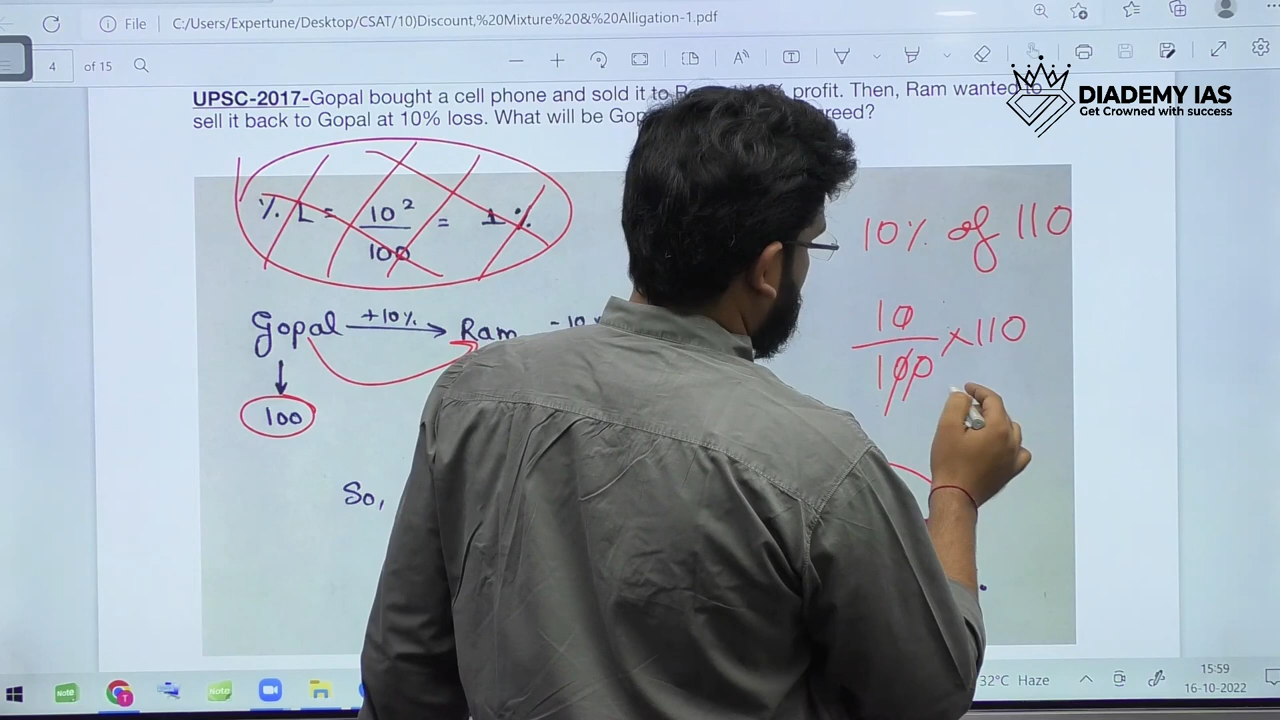 File C:/Users/Expertune/Desktop/CSAT/10)Discount,%20Mixture%20&%20Alligation-1.pdf
4 of 15
UPSC-2017-Gopal bought a cell phone and sold it to profit. Then, Ram wanted to
sell it back to Gopal at 10% loss. What will be
DIADEMY IAS
Get Crowned with success
% L = 10² / 100 = 1 %
10% of 110
10/100 × 110
Gopal +10% Ram
100
So,
Note
Note
32°C Haze
15:59
16-10-2022